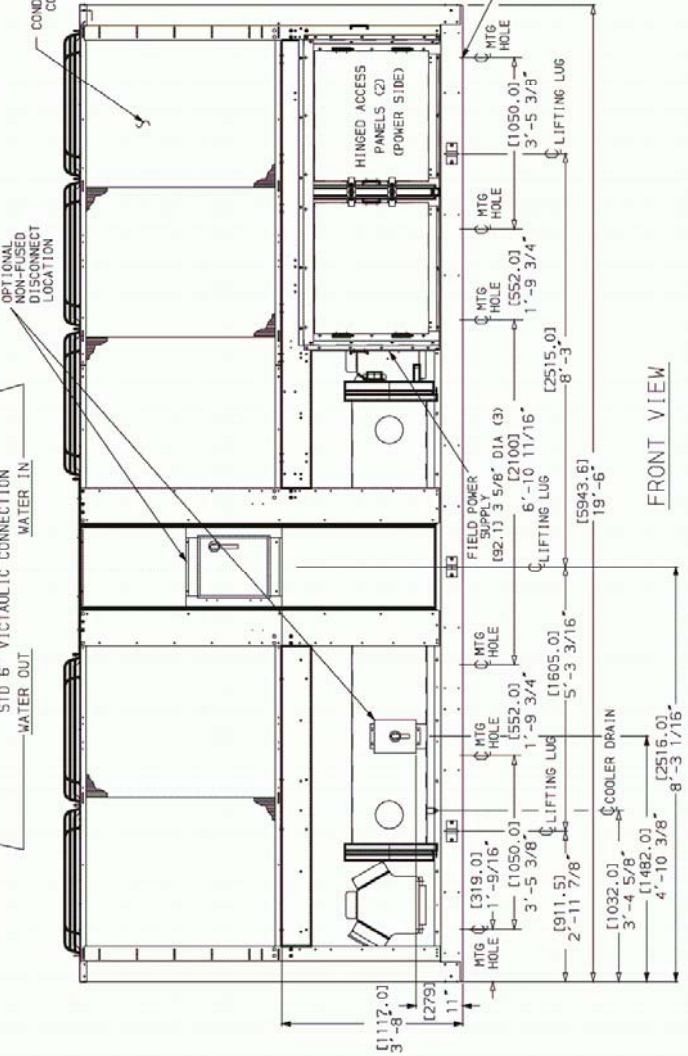 COND
CO
OPTIONAL
NON-FUSED
DISCONNECT
LOCATION
STD 6" VICTAULIC CONNECTION
WATER OUT
WATER IN
HINGED ACCESS
PANELS (2)
(POWER SIDE)
[1117.0]
3'-8"
[279]
11"
MTG
HOLE
[319.0]
1'-9/16"
[1050.0]
3'-5 3/8"
MTG
HOLE
[552.0]
1'-9 3/4"
MTG
HOLE
FIELD POWER
SUPPLY
[92.1] 3 5/8" DIA (3)
[2100]
6'-10 11/16"
MTG
HOLE
[552.0]
1'-9 3/4"
MTG
HOLE
[1050.0]
3'-5 3/8"
MTG
HOLE
[911.5]
2'-11 7/8"
LIFTING LUG
[1605.0]
5'-3 3/16"
LIFTING LUG
[2515.0]
8'-3"
LIFTING LUG
[1032.0]
3'-4 5/8"
COOLER DRAIN
[1482.0]
4'-10 3/8"
[5943.6]
19'-6"
[2516.0]
8'-3 1/16"
FRONT VIEW